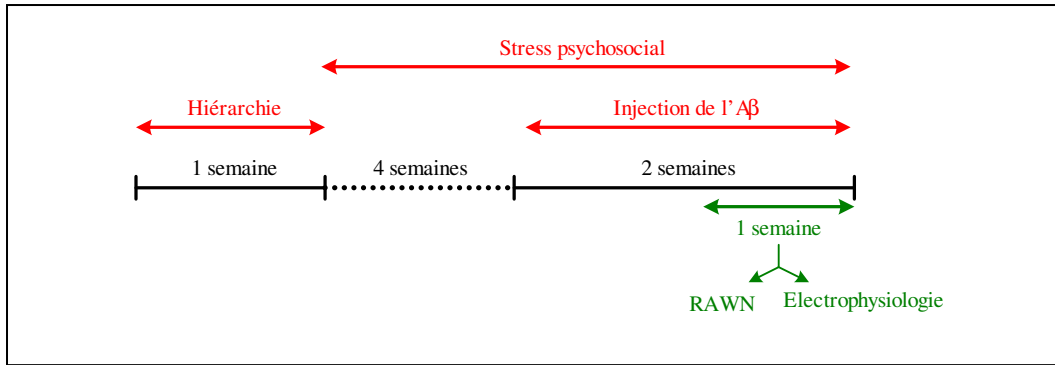 Stress psychosocial
Hiérarchie
Injection de l'Aβ
1 semaine
4 semaines
2 semaines
1 semaine
RAWN
Electrophysiologie